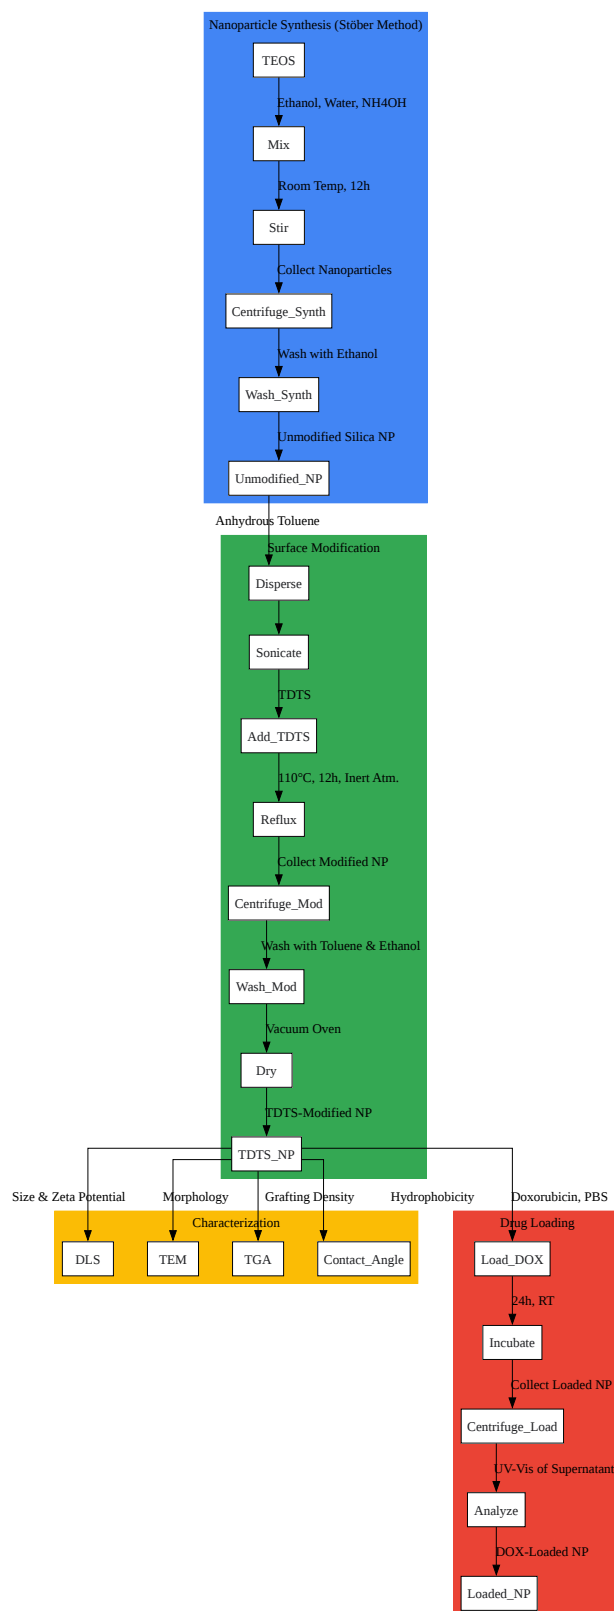 Nanoparticle Synthesis (Stöber Method)
TEOS
Ethanol, Water, NH4OH
Mix
Room Temp, 12h
Stir
Collect Nanoparticles
Centrifuge_Synth
Wash with Ethanol
Wash_Synth
Unmodified Silica NP
Unmodified_NP
Anhydrous Toluene
Surface Modification
Disperse
Sonicate
TDTS
Add_TDTS
110°C, 12h, Inert Atm.
Reflux
Collect Modified NP
Centrifuge_Mod
Wash with Toluene & Ethanol
Wash_Mod
Vacuum Oven
Dry
TDTS-Modified NP
TDTS_NP
Size & Zeta Potential
Morphology
Grafting Density
Hydrophobicity
Doxorubicin, PBS
Characterization
DLS
TEM
TGA
Contact_Angle
Drug Loading
Load_DOX
24h, RT
Incubate
Collect Loaded NP
Centrifuge_Load
UV-Vis of Supernatant
Analyze
DOX-Loaded NP
Loaded_NP